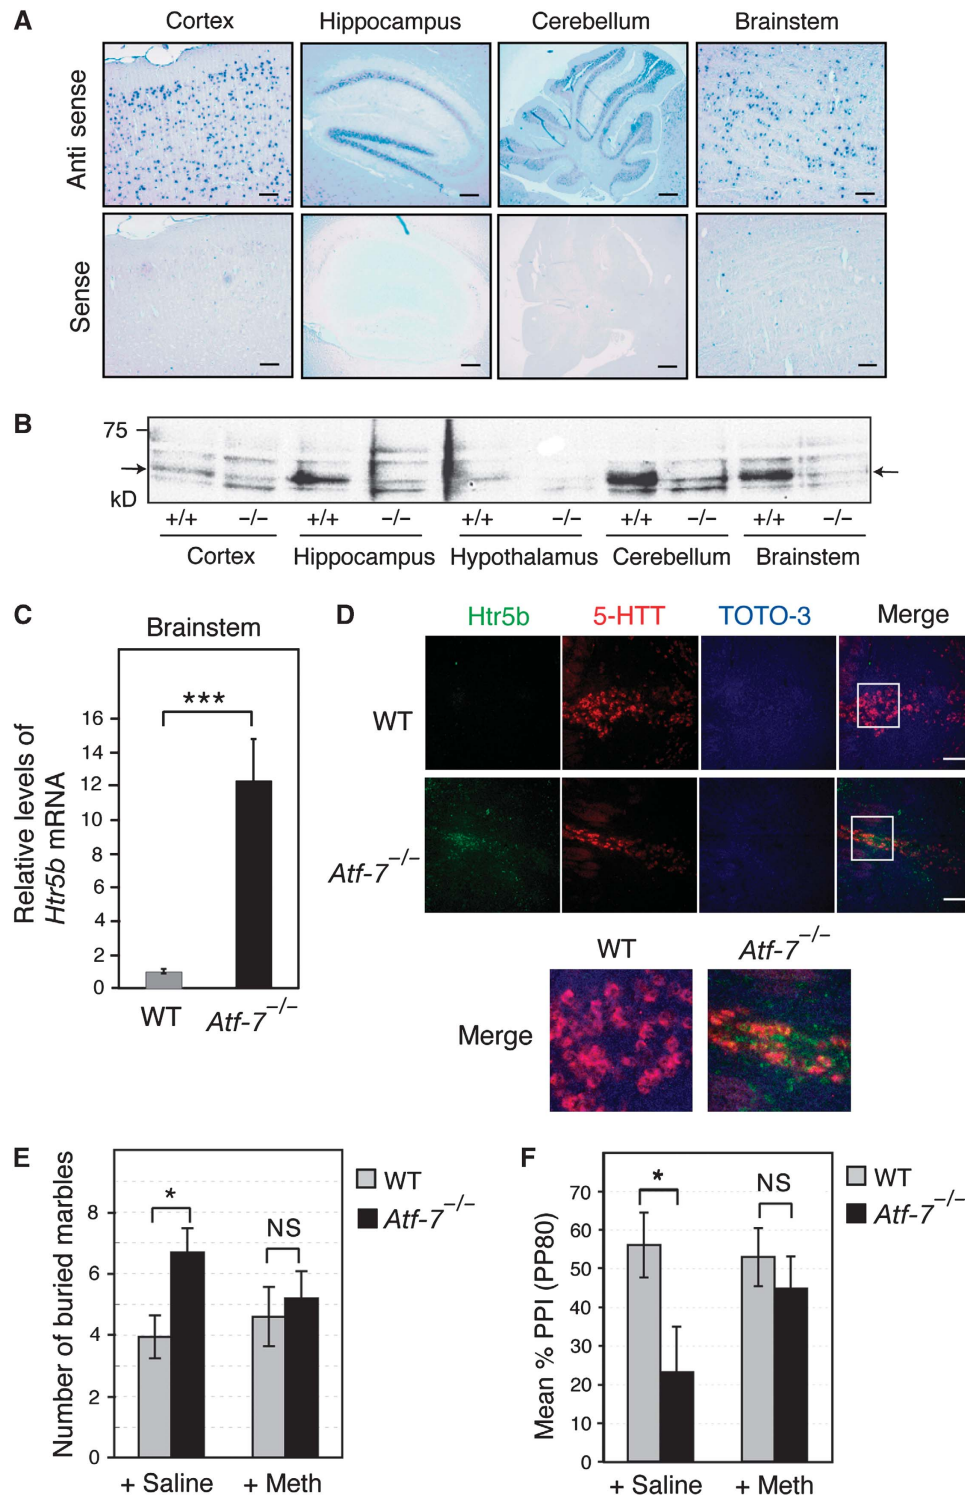 A
Cortex Hippocampus Cerebellum Brainstem
Anti sense
Sense
B
75
kD
+/+ –/– +/+ –/– +/+ –/– +/+ –/– +/+ –/–
Cortex Hippocampus Hypothalamus Cerebellum Brainstem
C
Brainstem
Relative levels of
Htr5b mRNA
***
16
14
12
10
8
6
4
2
0
WT Atf-7–/–
D
Htr5b 5-HTT TOTO-3 Merge
WT
Atf-7–/–
WT Atf-7–/–
Merge
E
Number of buried marbles
8
6
4
2
0
*
NS
+ Saline + Meth
WT
Atf-7–/–
F
Mean % PPI (PP80)
70
60
50
40
30
20
10
0
*
NS
+ Saline + Meth
WT
Atf-7–/–